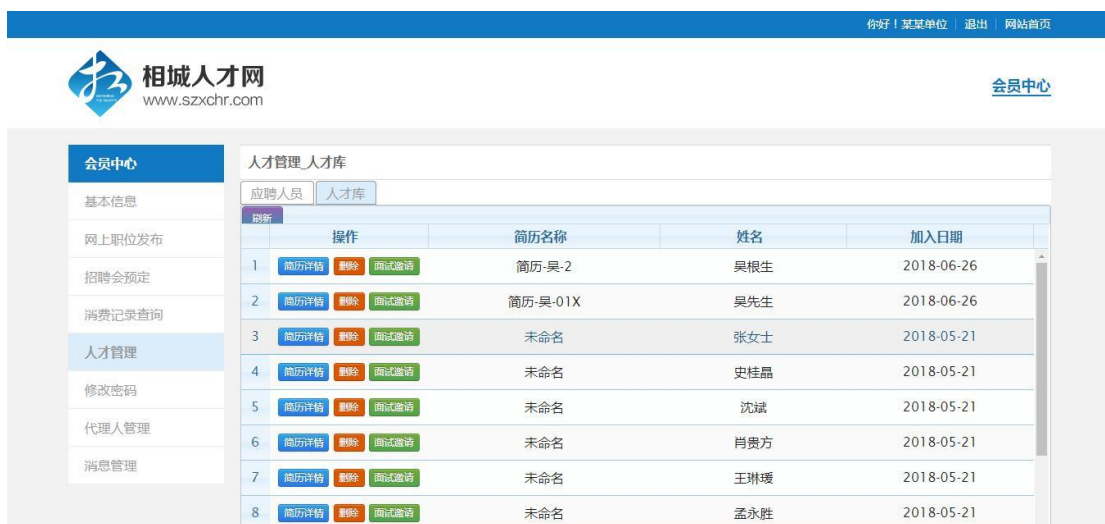 你好！某某单位 | 退出 | 网站首页
相城人才网
www.szxchr.com
会员中心
会员中心
基本信息
网上职位发布
招聘会预定
消费记录查询
人才管理
修改密码
代理人管理
消息管理
人才管理_人才库
应聘人员 人才库
刷新
操作 简历名称 姓名 加入日期
1 简历详情 删除 面试邀请 简历-吴-2 吴根生 2018-06-26
2 简历详情 删除 面试邀请 简历-吴-01X 吴先生 2018-06-26
3 简历详情 删除 面试邀请 未命名 张女士 2018-05-21
4 简历详情 删除 面试邀请 未命名 史桂晶 2018-05-21
5 简历详情 删除 面试邀请 未命名 沈斌 2018-05-21
6 简历详情 删除 面试邀请 未命名 肖贵方 2018-05-21
7 简历详情 删除 面试邀请 未命名 王琳瑗 2018-05-21
8 简历详情 删除 面试邀请 未命名 孟永胜 2018-05-21